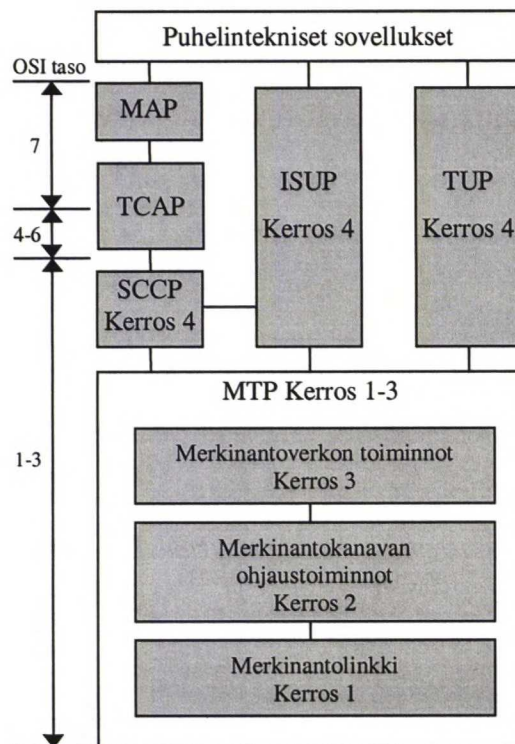 Puhelintekniset sovellukset
OSI taso
7
4-6
1-3
MAP
TCAP
SCCP
Kerros 4
ISUP
Kerros 4
TUP
Kerros 4
MTP Kerros 1-3
Merkinantoverkon toiminnot
Kerros 3
Merkinantokanavan
ohjaustoiminnot
Kerros 2
Merkinantolinkki
Kerros 1